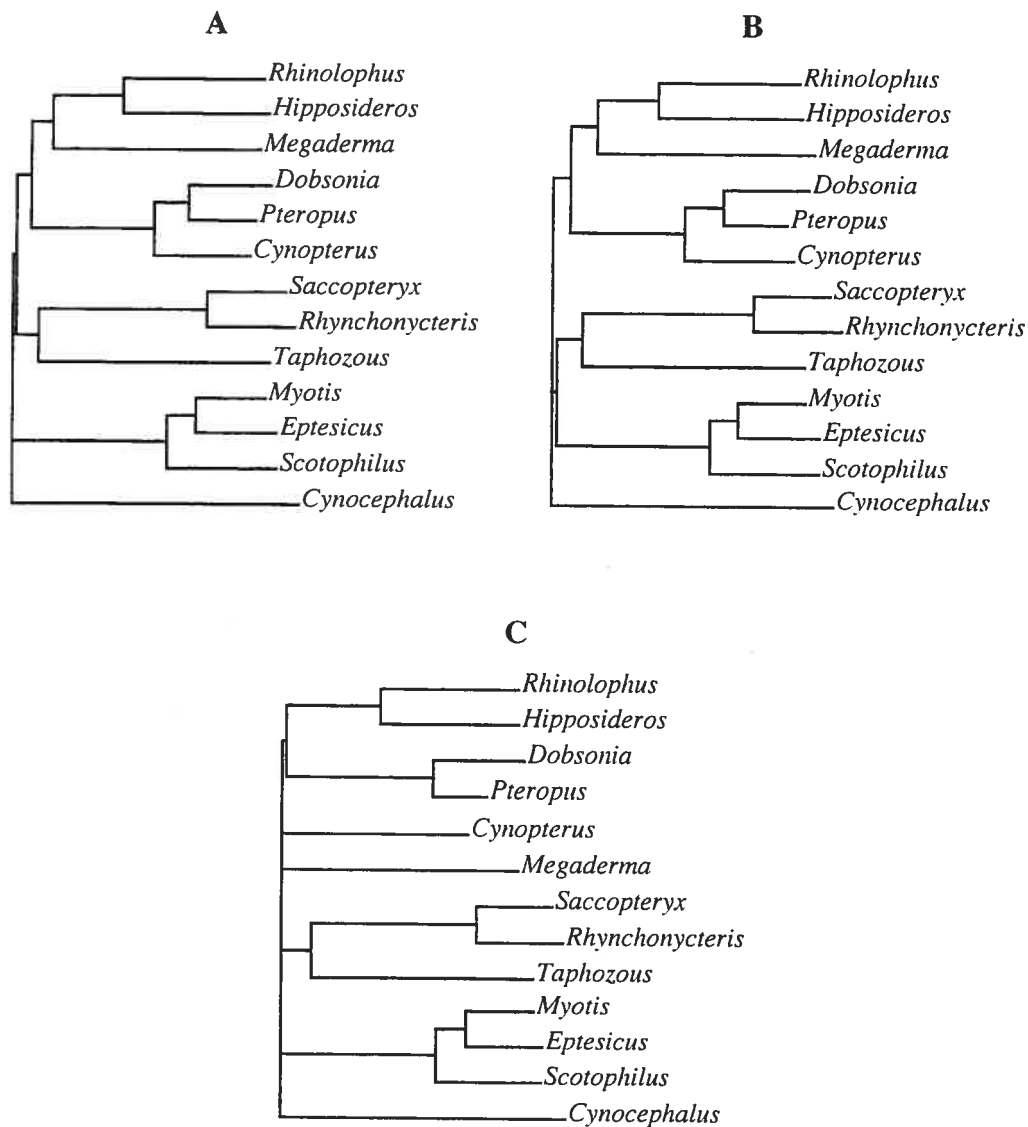 A
Rhinolophus
Hipposideros
Megaderma
Dobsonia
Pteropus
Cynopterus
Saccopteryx
Rhynchonycteris
Taphozous
Myotis
Eptesicus
Scotophilus
Cynocephalus
B
Rhinolophus
Hipposideros
Megaderma
Dobsonia
Pteropus
Cynopterus
Saccopteryx
Rhynchonycteris
Taphozous
Myotis
Eptesicus
Scotophilus
Cynocephalus
C
Rhinolophus
Hipposideros
Dobsonia
Pteropus
Cynopterus
Megaderma
Saccopteryx
Rhynchonycteris
Taphozous
Myotis
Eptesicus
Scotophilus
Cynocephalus